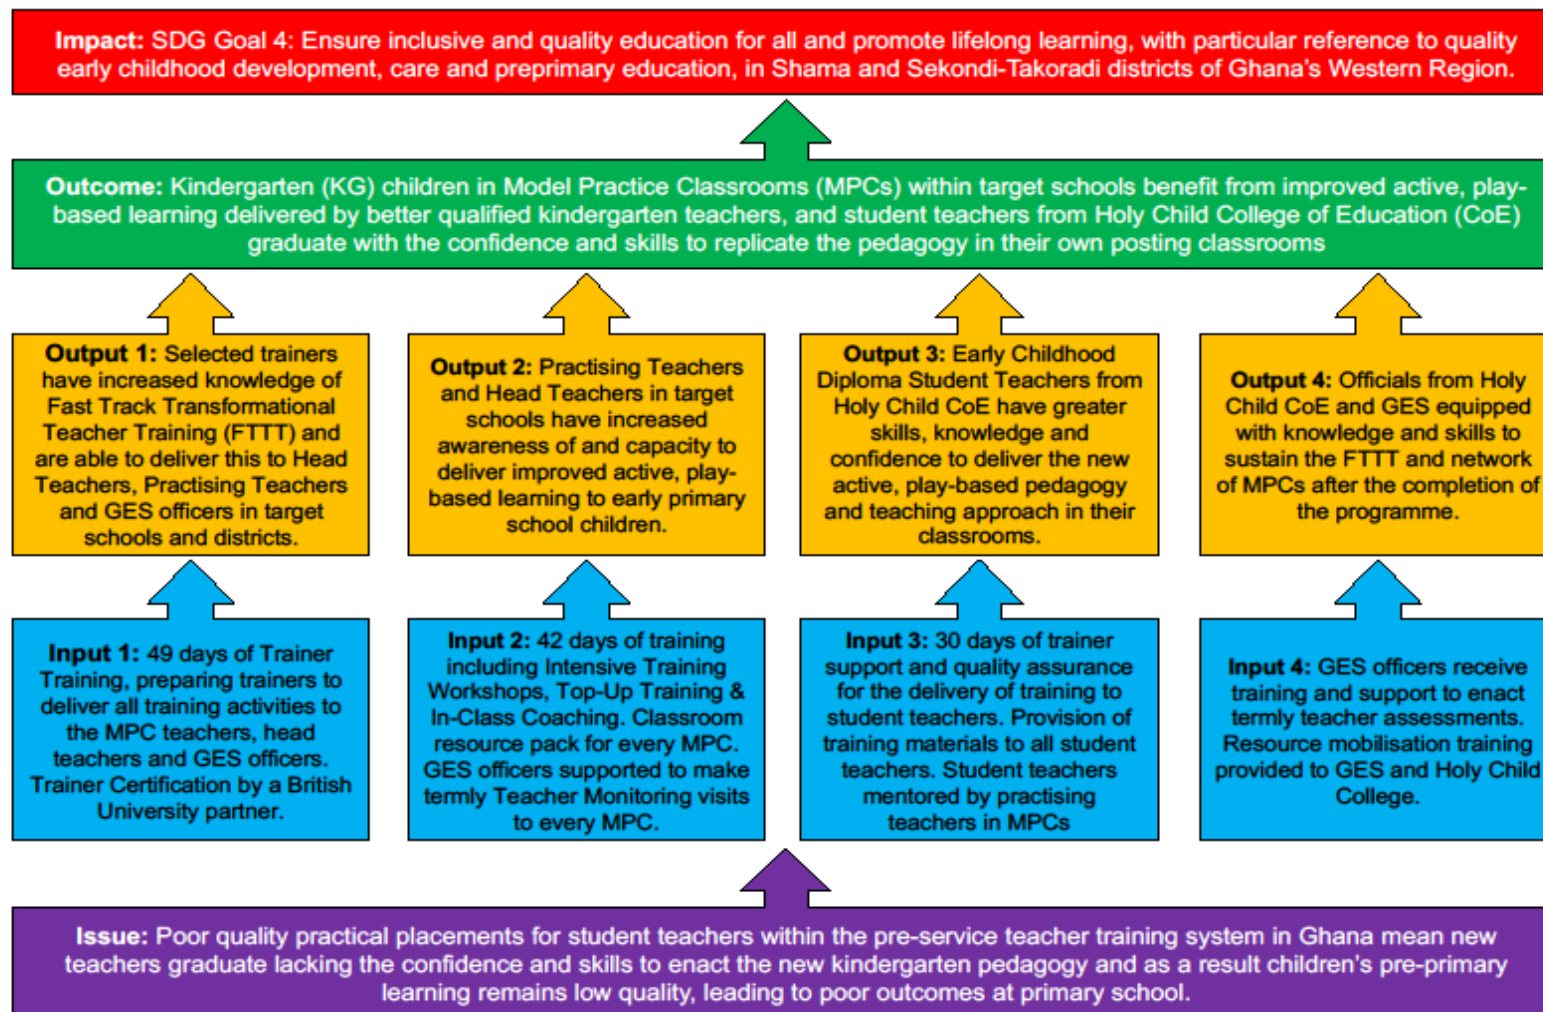 Impact: SDG Goal 4: Ensure inclusive and quality education for all and promote lifelong learning, with particular reference to quality
early childhood development, care and preprimary education, in Shama and Sekondi-Takoradi districts of Ghana's Western Region.
Outcome: Kindergarten (KG) children in Model Practice Classrooms (MPCs) within target schools benefit from improved active, play-
based learning delivered by better qualified kindergarten teachers, and student teachers from Holy Child College of Education (CoE)
graduate with the confidence and skills to replicate the pedagogy in their own posting classrooms
Output 1: Selected trainers
have increased knowledge of
Fast Track Transformational
Teacher Training (FTTT) and
are able to deliver this to Head
Teachers, Practising Teachers
and GES officers in target
schools and districts.
Output 2: Practising Teachers
and Head Teachers in target
schools have increased
awareness of and capacity to
deliver improved active, play-
based learning to early primary
school children.
Output 3: Early Childhood
Diploma Student Teachers from
Holy Child CoE have greater
skills, knowledge and
confidence to deliver the new
active, play-based pedagogy
and teaching approach in their
classrooms.
Output 4: Officials from Holy
Child CoE and GES equipped
with knowledge and skills to
sustain the FTTT and network
of MPCs after the completion of
the programme.
Input 1: 49 days of Trainer
Training, preparing trainers to
deliver all training activities to
the MPC teachers, head
teachers and GES officers.
Trainer Certification by a British
University partner.
Input 2: 42 days of training
including Intensive Training
Workshops, Top-Up Training &
In-Class Coaching. Classroom
resource pack for every MPC.
GES officers supported to make
termly Teacher Monitoring visits
to every MPC.
Input 3: 30 days of trainer
support and quality assurance
for the delivery of training to
student teachers. Provision of
training materials to all student
teachers. Student teachers
mentored by practising
teachers in MPCs
Input 4: GES officers receive
training and support to enact
termly teacher assessments.
Resource mobilisation training
provided to GES and Holy Child
College.
Issue: Poor quality practical placements for student teachers within the pre-service teacher training system in Ghana mean new
teachers graduate lacking the confidence and skills to enact the new kindergarten pedagogy and as a result children's pre-primary
learning remains low quality, leading to poor outcomes at primary school.